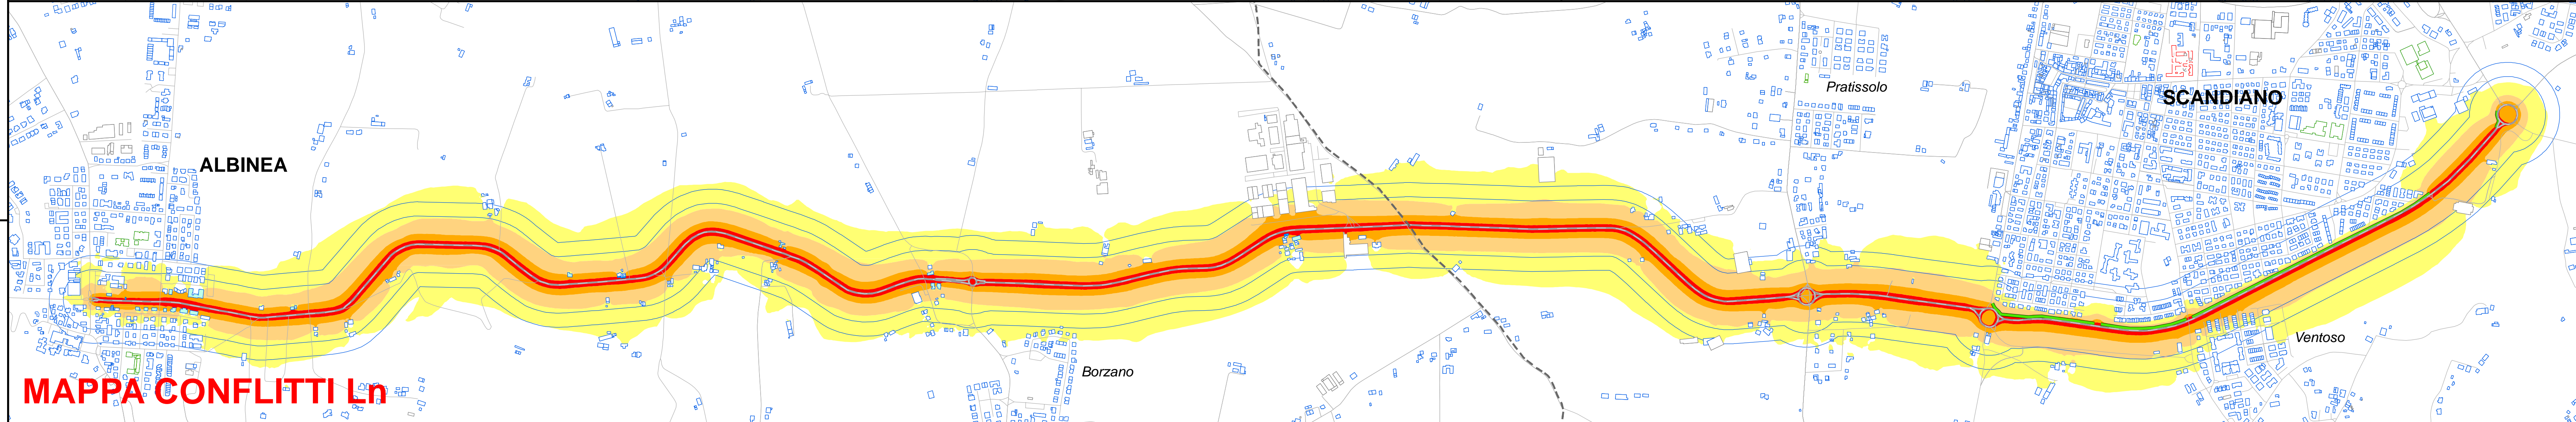 Pratissolo
SCANDIANO
ALBINEA
Ventoso
Borzano
MAPPA CONFLITTI Ln